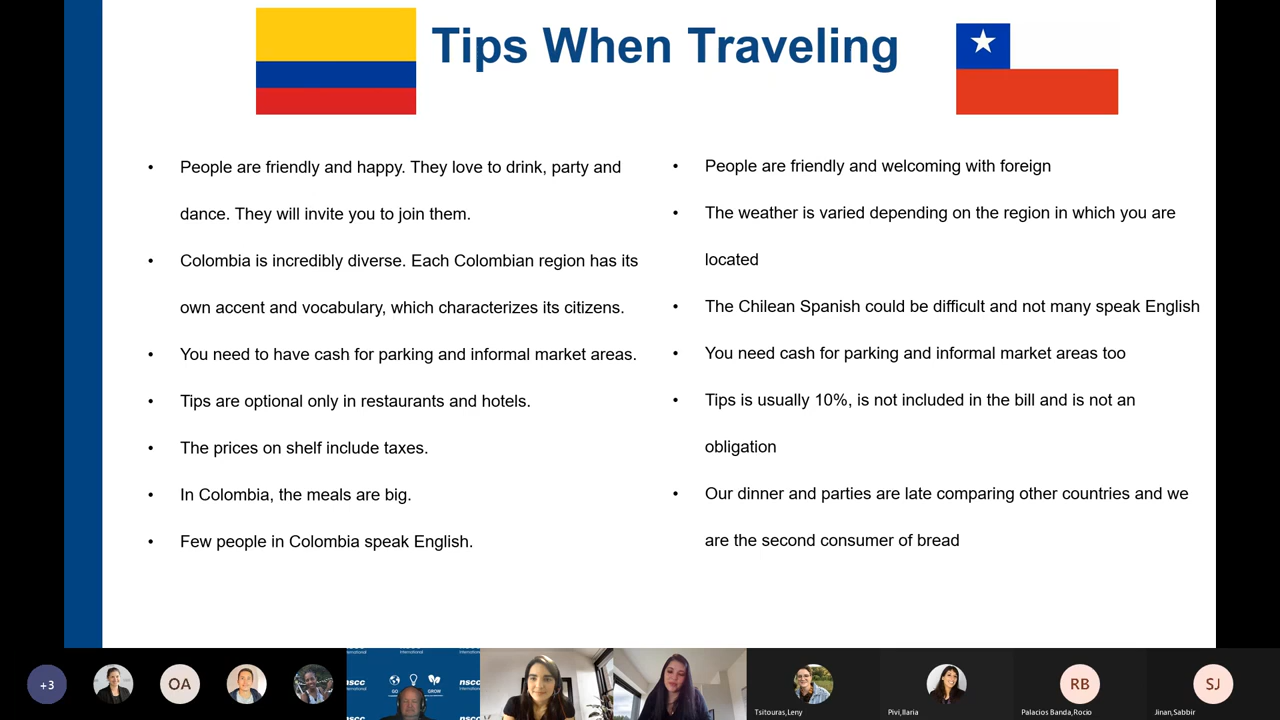 Tips When Traveling
• People are friendly and happy. They love to drink, party and
dance. They will invite you to join them.
• Colombia is incredibly diverse. Each Colombian region has its
own accent and vocabulary, which characterizes its citizens.
• You need to have cash for parking and informal market areas.
• Tips are optional only in restaurants and hotels.
• The prices on shelf include taxes.
• In Colombia, the meals are big.
• Few people in Colombia speak English.
• People are friendly and welcoming with foreign
• The weather is varied depending on the region in which you are
located
• The Chilean Spanish could be difficult and not many speak English
• You need cash for parking and informal market areas too
• Tips is usually 10%, is not included in the bill and is not an
obligation
• Our dinner and parties are late comparing other countries and we
are the second consumer of bread
+3
OA
International
nscc
GROW
nscc
Tsitouras,Leny
Pivi,Ilaria
RB
Palacios Banda,Rocio
SJ
Jinan,Sabbir